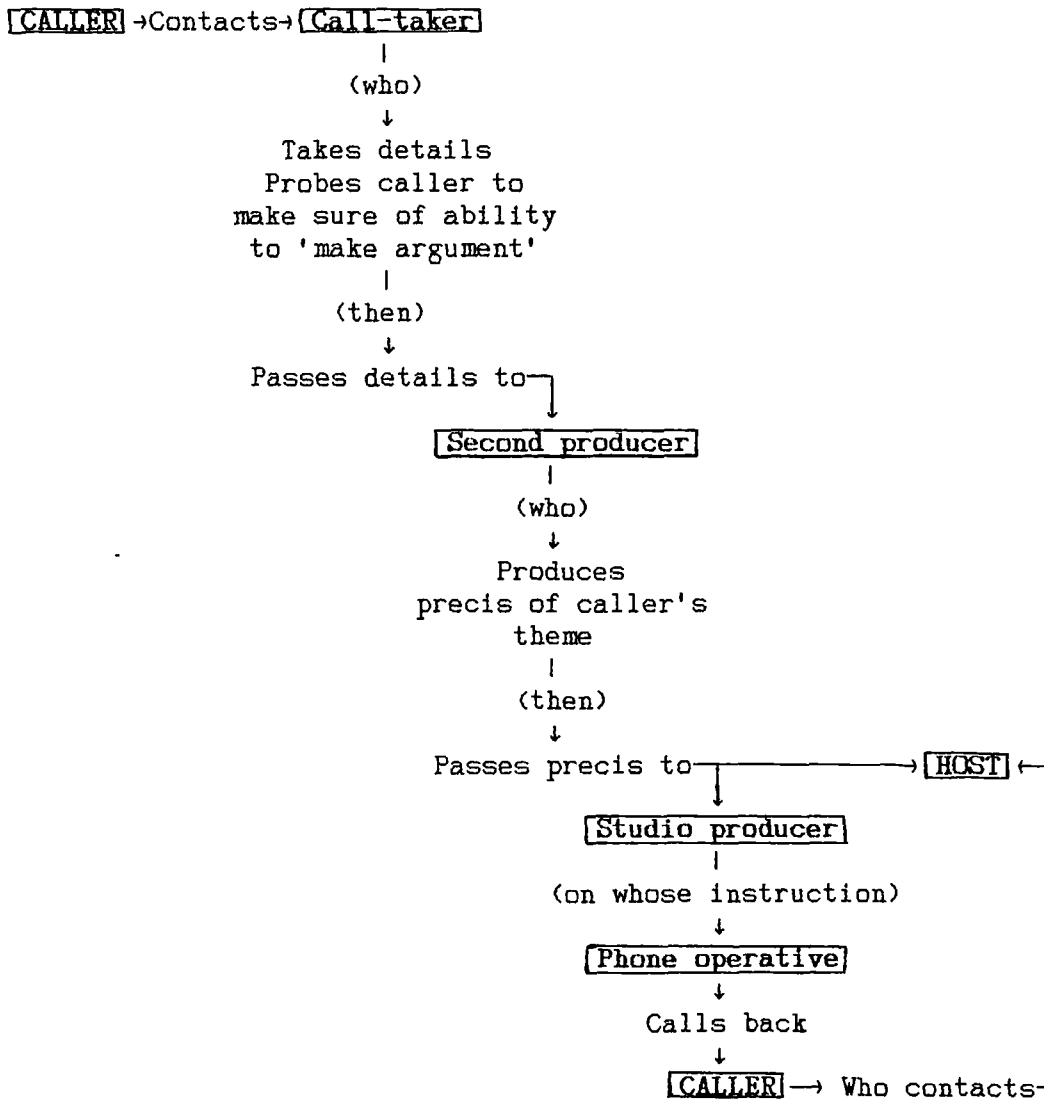 CALLER →Contacts→ Call-taker
(who)
↓
Takes details
Probes caller to
make sure of ability
to 'make argument'
(then)
↓
Passes details to
Second producer
(who)
↓
Produces
precis of caller's
theme
(then)
↓
Passes precis to → HOST ←
Studio producer
(on whose instruction)
↓
Phone operative
↓
Calls back
↓
CALLER → Who contacts